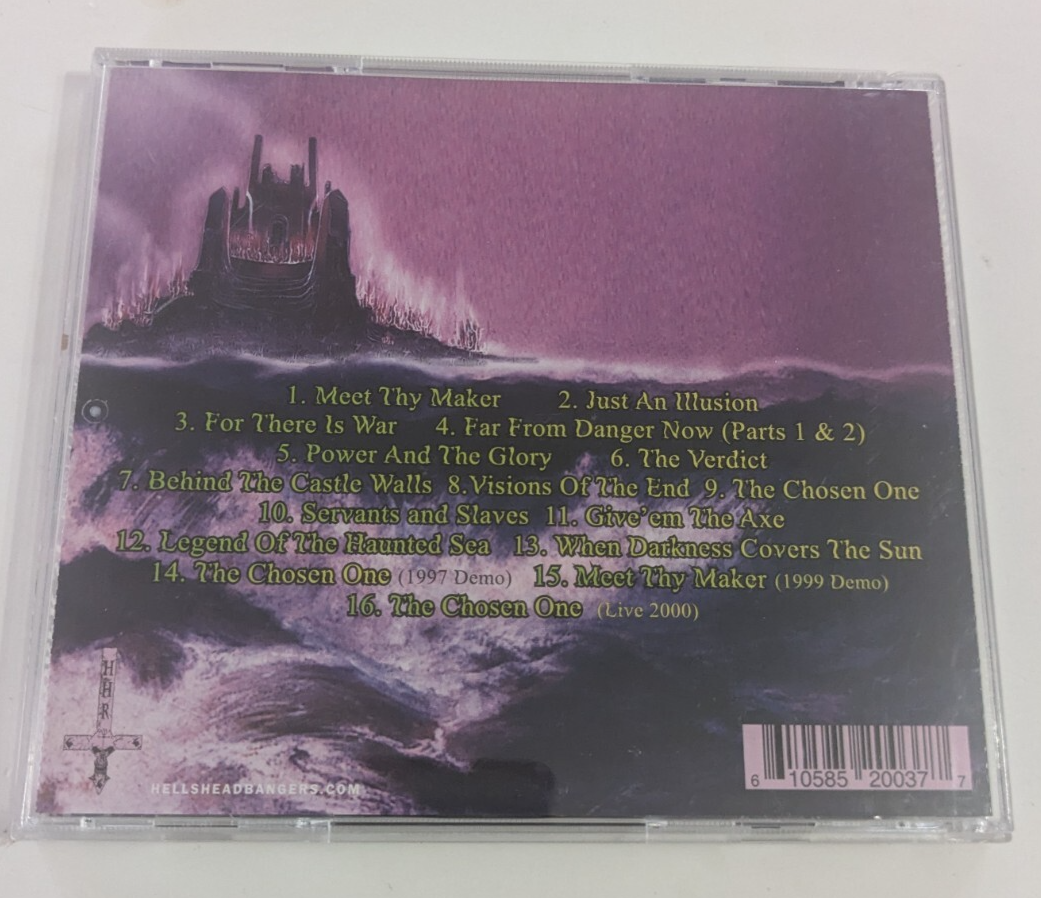 1. Meet Thy Maker 2. Just An Illusion
3. For There Is War 4. Far From Danger Now (Parts 1 & 2)
5. Power And The Glory 6. The Verdict
7. Behind The Castle Walls 8.Visions Of The End 9. The Chosen One
10. Servants and Slaves 11. Give'em The Axe
12. Legend Of The Haunted Sea 13. When Darkness Covers The Sun
14. The Chosen One (1997 Demo) 15. Meet Thy Maker (1999 Demo)
16. The Chosen One (Live 2000)
HHR
HELLSHEADBANGERS.COM
6 10585 20037 7